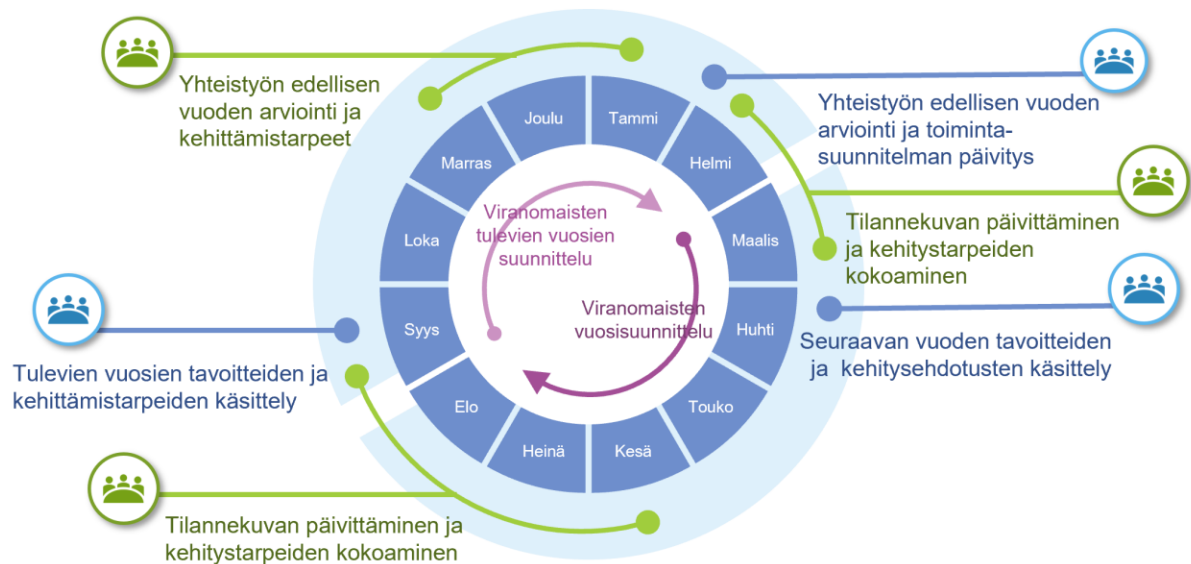 Yhteistyön edellisen
vuoden arviointi ja
kehittämistarpeet
Yhteistyön edellisen vuoden
arviointi ja toiminta-
suunnitelman päivitys
Tilannekuvan päivittäminen
ja kehitystarpeiden
kokoaminen
Seuraavan vuoden tavoitteiden
ja kehitysehdotusten käsittely
Tulevien vuosien tavoitteiden ja
kehittämistarpeiden käsittely
Tilannekuvan päivittäminen ja
kehitystarpeiden kokoaminen
Tammi
Helmi
Maalis
Huhti
Touko
Kesä
Heinä
Elo
Syys
Loka
Marras
Joulu
Viranomaisten
tulevien vuosien
suunnittelu
Viranomaisten
vuosisuunnittelu